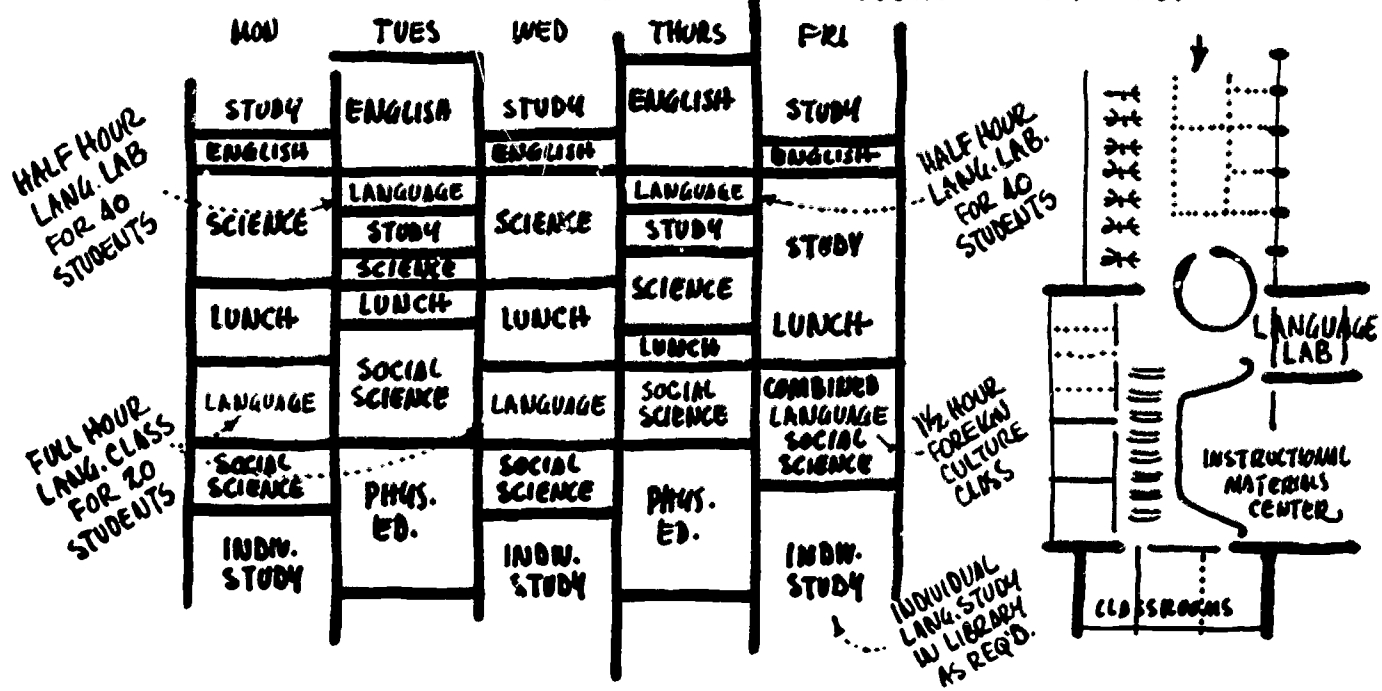 MON TUES WED THURS FRI
STUDY
ENGLISH
SCIENCE
LUNCH
LANGUAGE
SOCIAL
SCIENCE
INDIV.
STUDY
ENGLISH
LANGUAGE
STUDY
SCIENCE
LUNCH
SOCIAL
SCIENCE
PHYS.
ED.
STUDY
ENGLISH
SCIENCE
LUNCH
LANGUAGE
SOCIAL
SCIENCE
INDIV.
STUDY
ENGLISH
LANGUAGE
STUDY
SCIENCE
LUNCH
SOCIAL
SCIENCE
PHYS.
ED.
STUDY
ENGLISH
STUDY
LUNCH
COMBINED
LANGUAGE
SOCIAL
SCIENCE
INDIV.
STUDY
HALF HOUR
LANG. LAB
FOR 40
STUDENTS
FULL HOUR
LANG. CLASS
FOR 20
STUDENTS
HALF HOUR
LANG. LAB.
FOR 40
STUDENTS
1½ HOUR
FOREIGN
CULTURE
CLASS
INDIVIDUAL
LANG. STUDY
IN LIBRARY
AS REQ'D.
LANGUAGE
LAB
INSTRUCTIONAL
MATERIALS
CENTER
CLASSROOMS